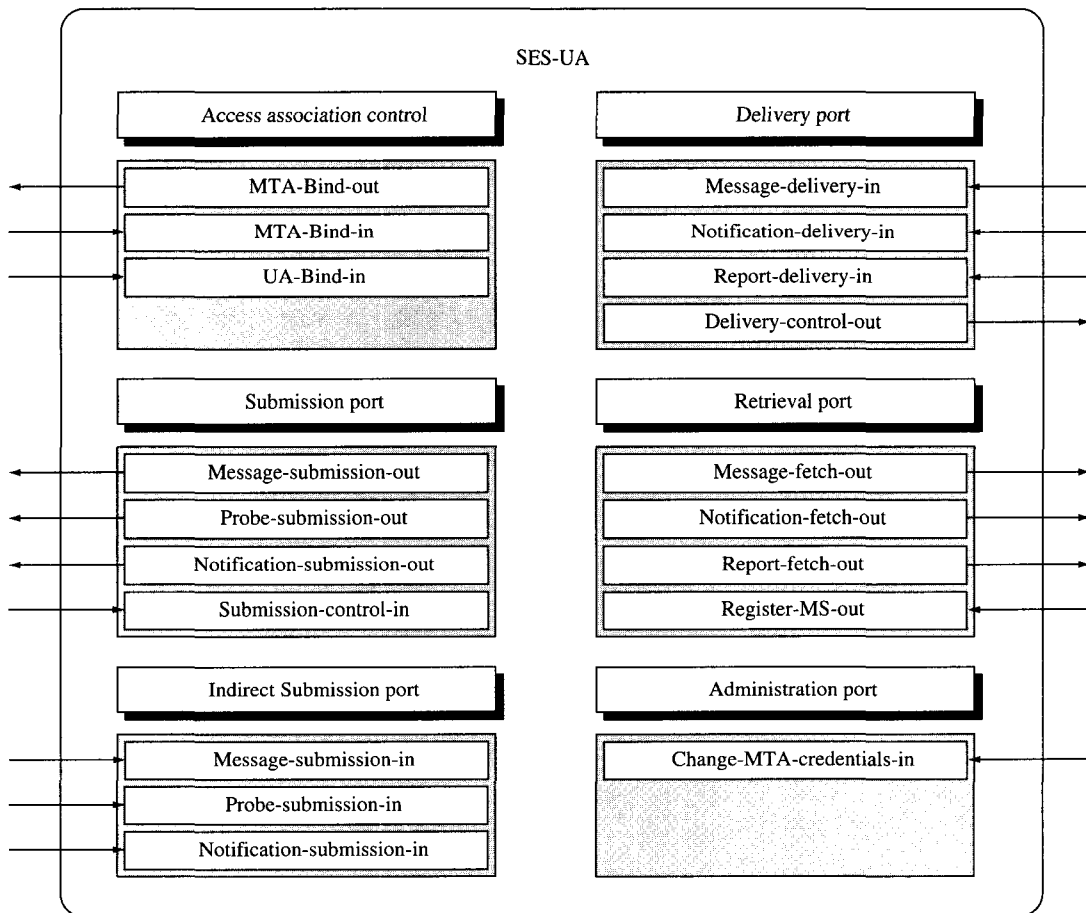 SES-UA
Access association control
MTA-Bind-out
MTA-Bind-in
UA-Bind-in
Delivery port
Message-delivery-in
Notification-delivery-in
Report-delivery-in
Delivery-control-out
Submission port
Message-submission-out
Probe-submission-out
Notification-submission-out
Submission-control-in
Retrieval port
Message-fetch-out
Notification-fetch-out
Report-fetch-out
Register-MS-out
Indirect Submission port
Message-submission-in
Probe-submission-in
Notification-submission-in
Administration port
Change-MTA-credentials-in